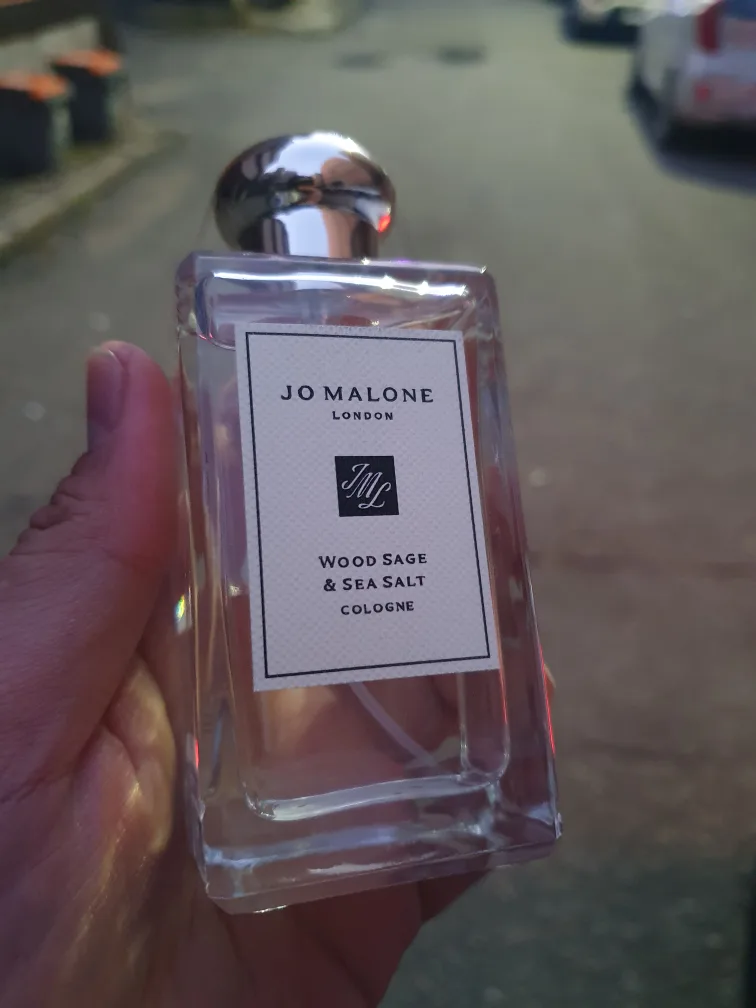 JO MALONE
LONDON
JML
WOOD SAGE
& SEA SALT
COLOGNE